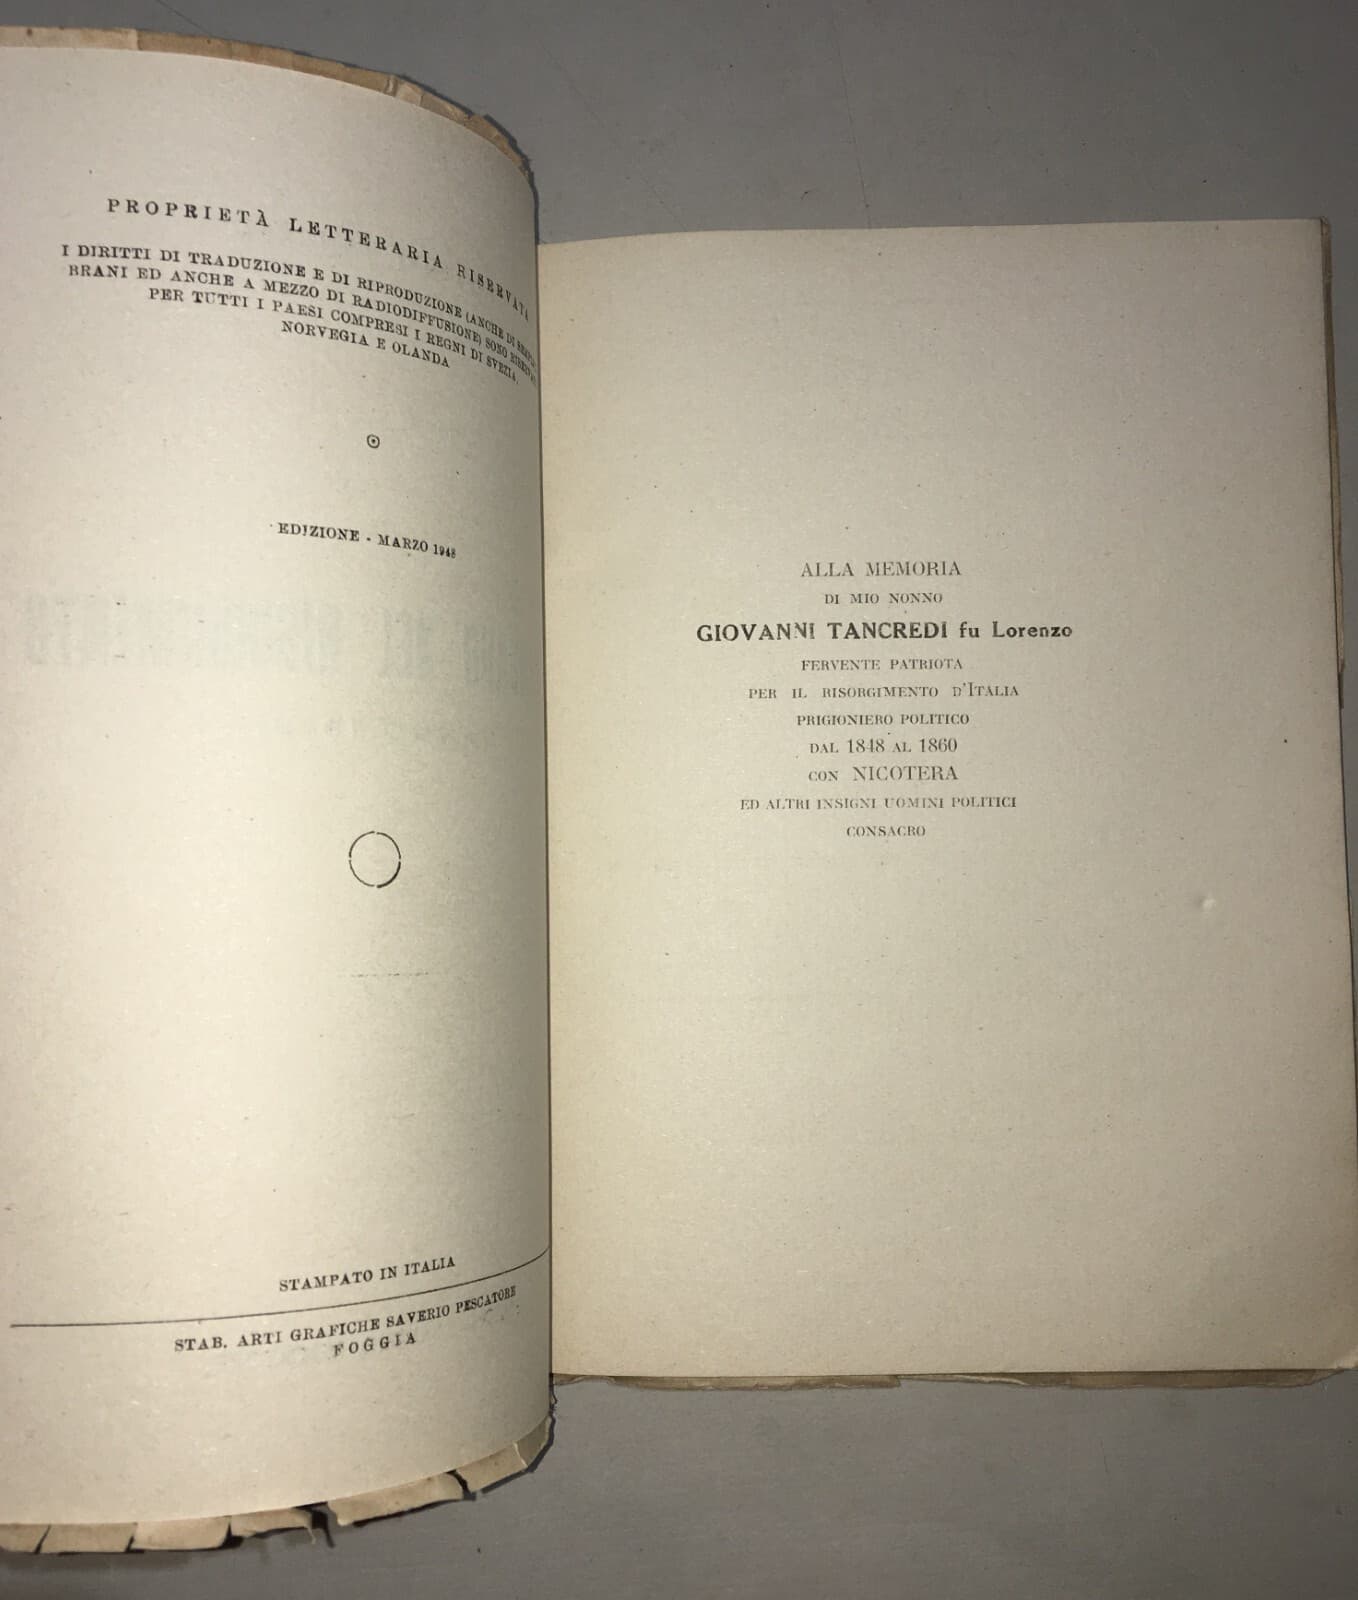 PROPRIETÀ LETTERARIA RISERVATA
I DIRITTI DI TRADUZIONE E DI RIPRODUZIONE (ANCHE DI
BRANI ED ANCHE A MEZZO DI RADIODIFFUSIONE) SONO
PER TUTTI I PAESI COMPRESI I REGNI DI SVEZIA,
NORVEGIA E OLANDA
EDIZIONE - MARZO 1948
STAMPATO IN ITALIA
STAB. ARTI GRAFICHE SAVERIO PESCATORE
FOGGIA
ALLA MEMORIA
DI MIO NONNO
GIOVANNI TANCREDI fu Lorenzo
FERVENTE PATRIOTA
PER IL RISORGIMENTO D'ITALIA
PRIGIONIERO POLITICO
DAL 1848 AL 1860
CON NICOTERA
ED ALTRI INSIGNI UOMINI POLITICI
CONSACRO